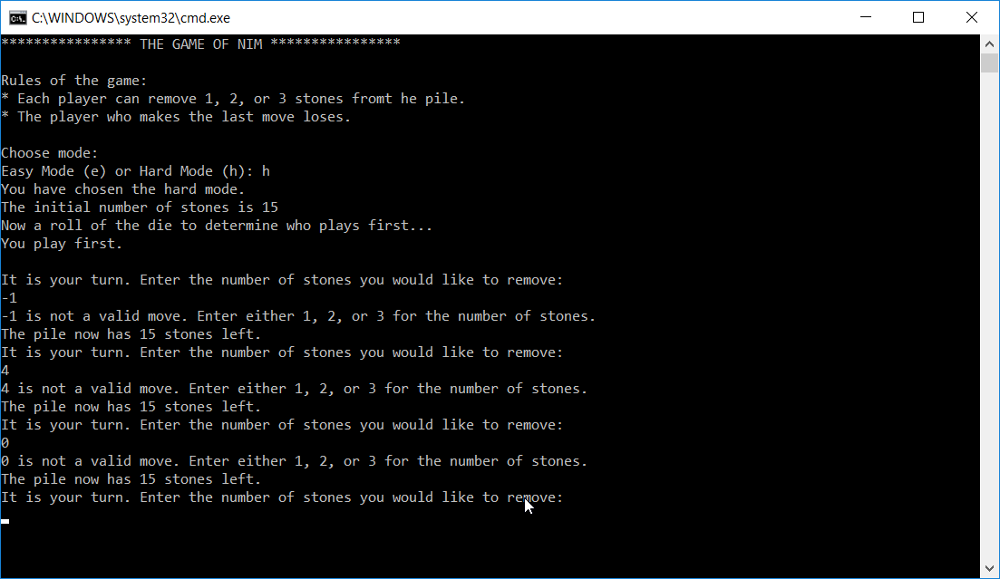 C:\WINDOWS\system32\cmd.exe
**************** THE GAME OF NIM ****************
Rules of the game:
* Each player can remove 1, 2, or 3 stones fromt he pile.
* The player who makes the last move loses.
Choose mode:
Easy Mode (e) or Hard Mode (h): h
You have chosen the hard mode.
The initial number of stones is 15
Now a roll of the die to determine who plays first...
You play first.
It is your turn. Enter the number of stones you would like to remove:
-1
-1 is not a valid move. Enter either 1, 2, or 3 for the number of stones.
The pile now has 15 stones left.
It is your turn. Enter the number of stones you would like to remove:
4
4 is not a valid move. Enter either 1, 2, or 3 for the number of stones.
The pile now has 15 stones left.
It is your turn. Enter the number of stones you would like to remove:
0
0 is not a valid move. Enter either 1, 2, or 3 for the number of stones.
The pile now has 15 stones left.
It is your turn. Enter the number of stones you would like to remove: